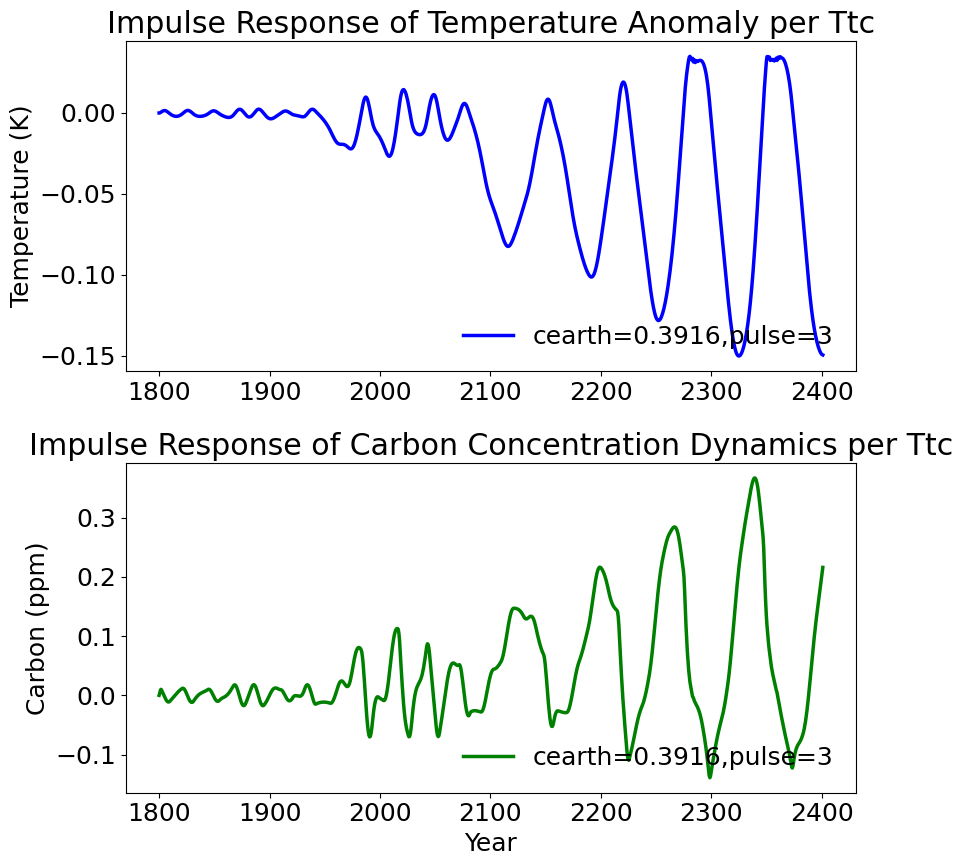 Impulse Response of Temperature Anomaly per Ttc
Temperature (K)
0.00
−0.05
−0.10
−0.15
cearth=0.3916,pulse=3
1800 1900 2000 2100 2200 2300 2400
Impulse Response of Carbon Concentration Dynamics per Ttc
Carbon (ppm)
0.3
0.2
0.1
0.0
−0.1
cearth=0.3916,pulse=3
1800 1900 2000 2100 2200 2300 2400
Year